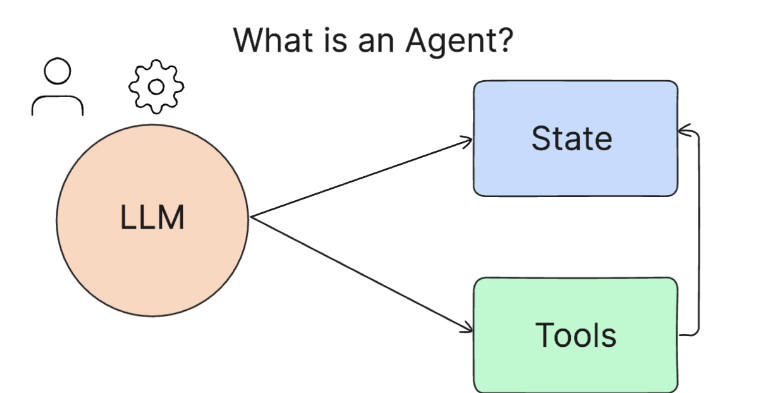 What is an Agent?
State
LLM
Tools